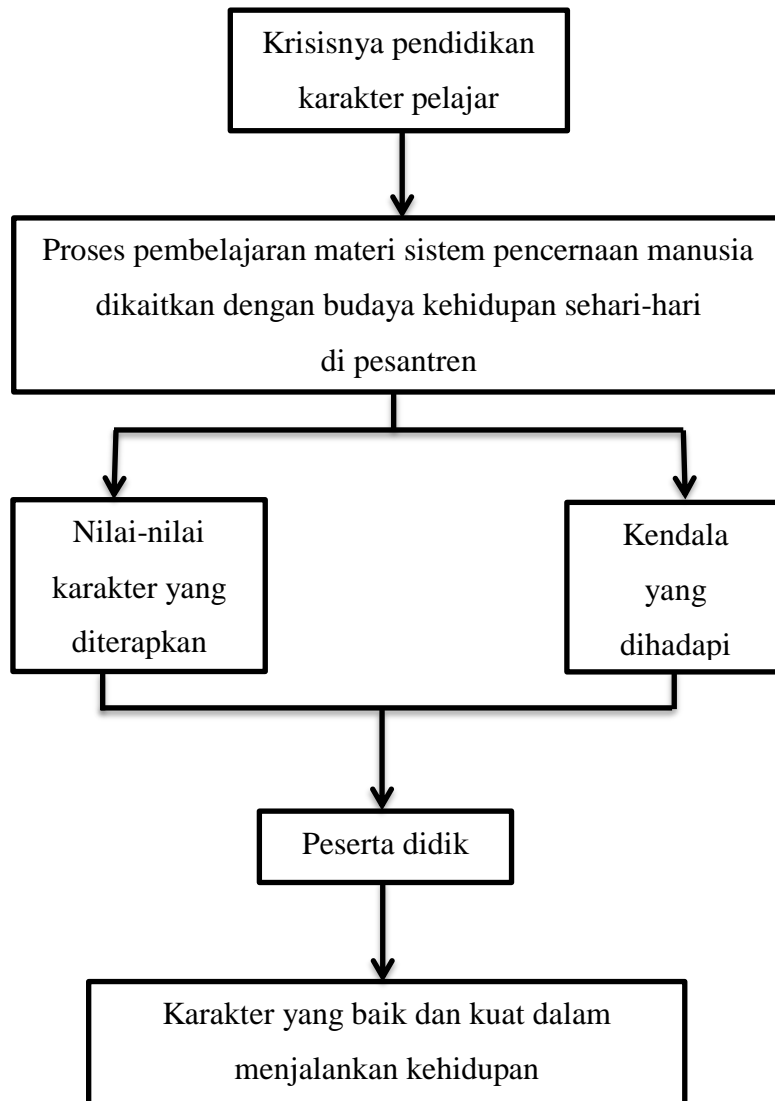 Krisisnya pendidikan
karakter pelajar
Proses pembelajaran materi sistem pencernaan manusia
dikaitkan dengan budaya kehidupan sehari-hari
di pesantren
Nilai-nilai
karakter yang
diterapkan
Kendala
yang
dihadapi
Peserta didik
Karakter yang baik dan kuat dalam
menjalankan kehidupan